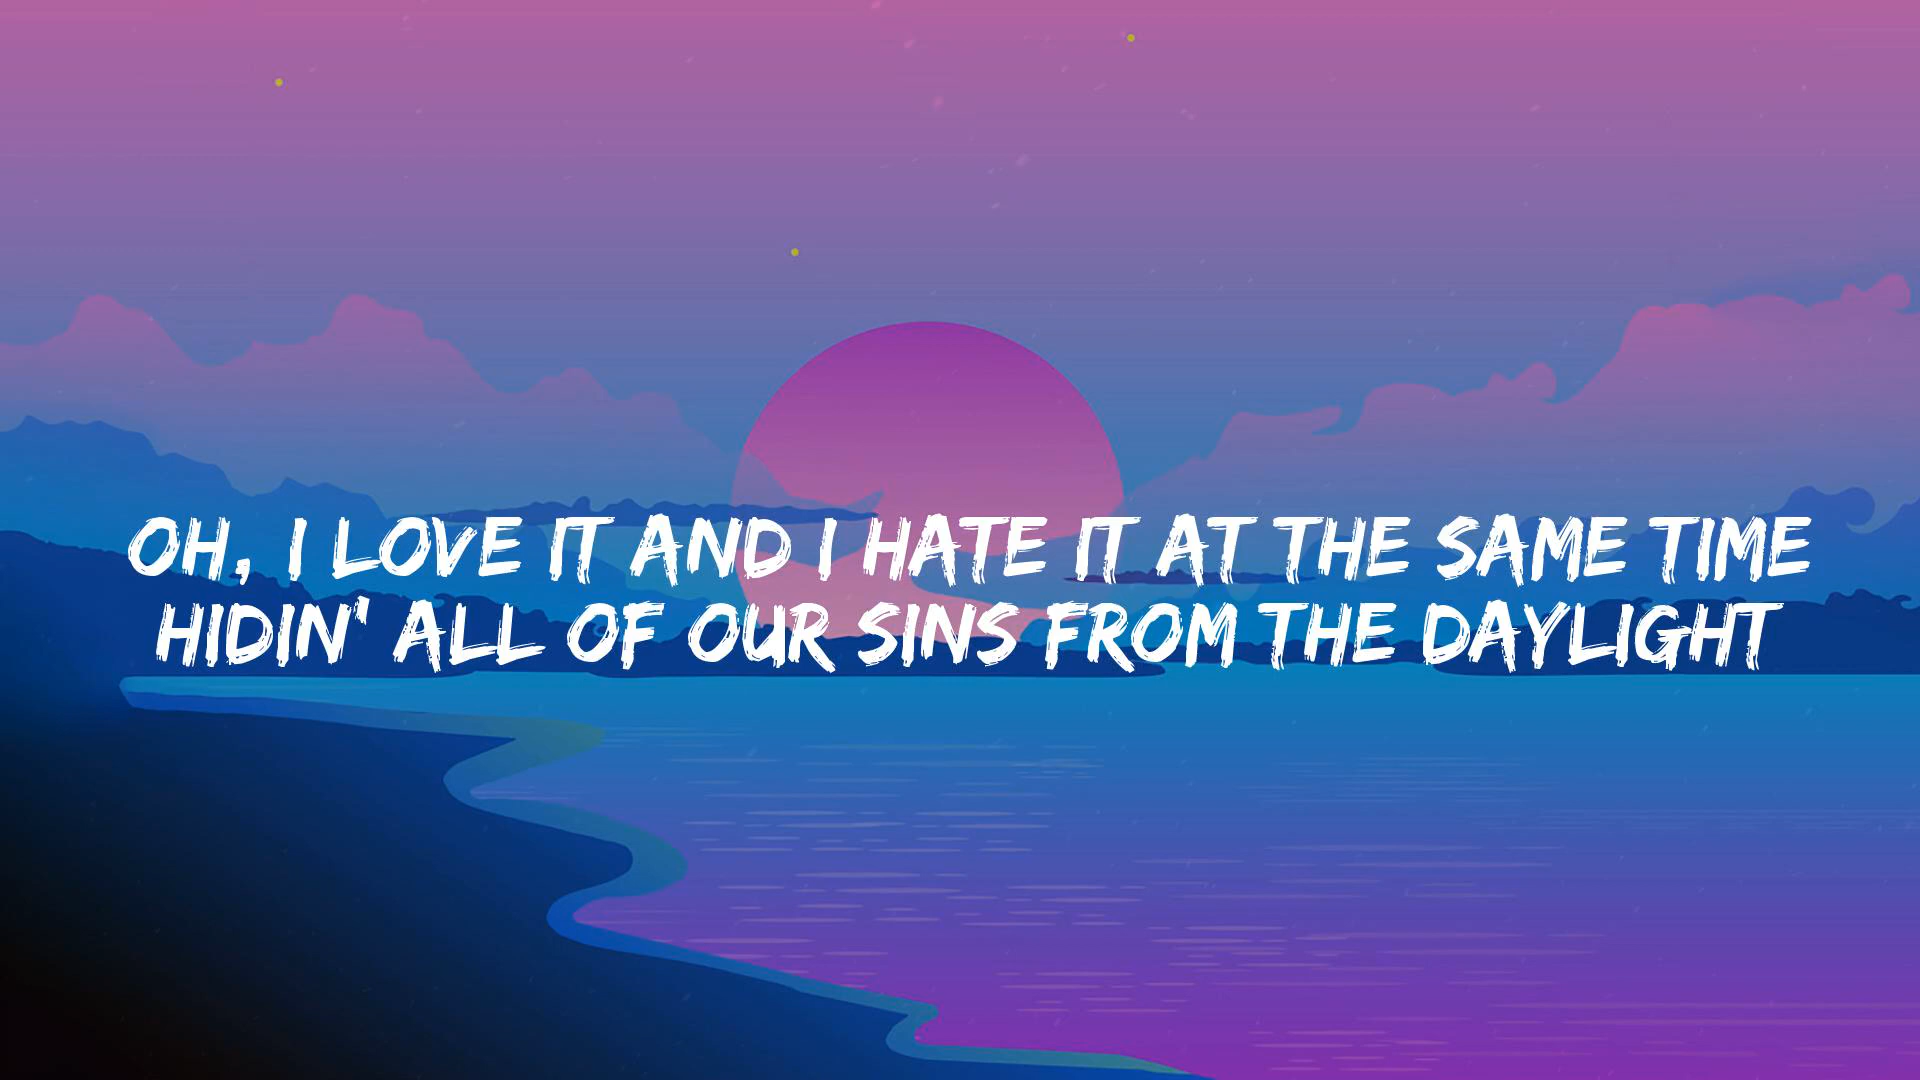 OH, I LOVE IT AND I HATE IT AT THE SAME TIME
HIDIN' ALL OF OUR SINS FROM THE DAYLIGHT